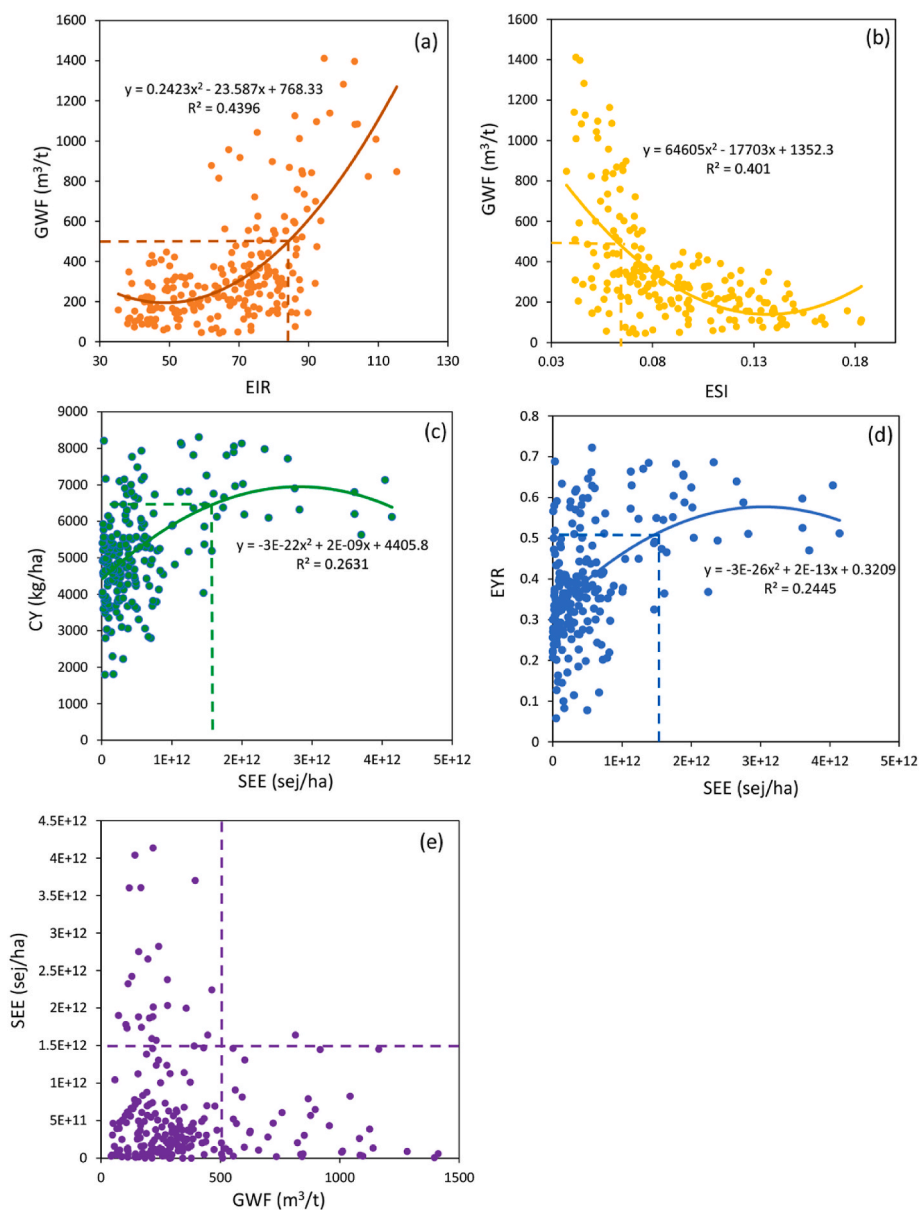 (a)
1600
1400
1200
1000
800
600
400
200
0
GWF (m³/t)
y = 0.2423x² - 23.587x + 768.33
R² = 0.4396
30 50 70 90 110 130
EIR
(b)
1600
1400
1200
1000
800
600
400
200
0
GWF (m³/t)
y = 64605x² - 17703x + 1352.3
R² = 0.401
0.03 0.08 0.13 0.18
ESI
(c)
9000
8000
7000
6000
5000
4000
3000
2000
1000
0
CY (kg/ha)
y = -3E-22x² + 2E-09x + 4405.8
R² = 0.2631
0 1E+12 2E+12 3E+12 4E+12 5E+12
SEE (sej/ha)
(d)
0.8
0.7
0.6
0.5
0.4
0.3
0.2
0.1
0
EYR
y = -3E-26x² + 2E-13x + 0.3209
R² = 0.2445
0 1E+12 2E+12 3E+12 4E+12 5E+12
SEE (sej/ha)
(e)
4.5E+12
4E+12
3.5E+12
3E+12
2.5E+12
2E+12
1.5E+12
1E+12
5E+11
0
SEE (sej/ha)
0 500 1000 1500
GWF (m³/t)